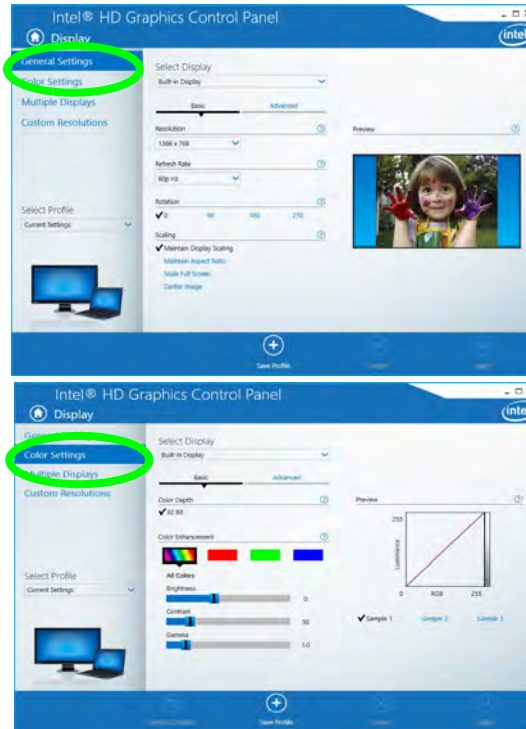 Intel® HD Graphics Control Panel
Display
intel
General Settings
Color Settings
Multiple Displays
Custom Resolutions
Select Profile
Current Settings
Select Display
Built-in Display
Basic Advanced
Resolution
1366 x 768
Refresh Rate
60p Hz
Rotation
0 90 180 270
Scaling
Maintain Display Scaling
Maintain Aspect Ratio
Scale Full Screen
Center Image
Preview
Save Profile
Intel® HD Graphics Control Panel
Display
intel
Color Settings
Multiple Displays
Custom Resolutions
Select Profile
Current Settings
Select Display
Built-in Display
Basic Advanced
Color Depth
32 Bit
Color Enhancement
All Colors
Brightness
0
Contrast
50
Gamma
1.0
Preview
255
Luminance
0 RGB 255
Sample 1 Sample 2 Sample 3
Save Profile